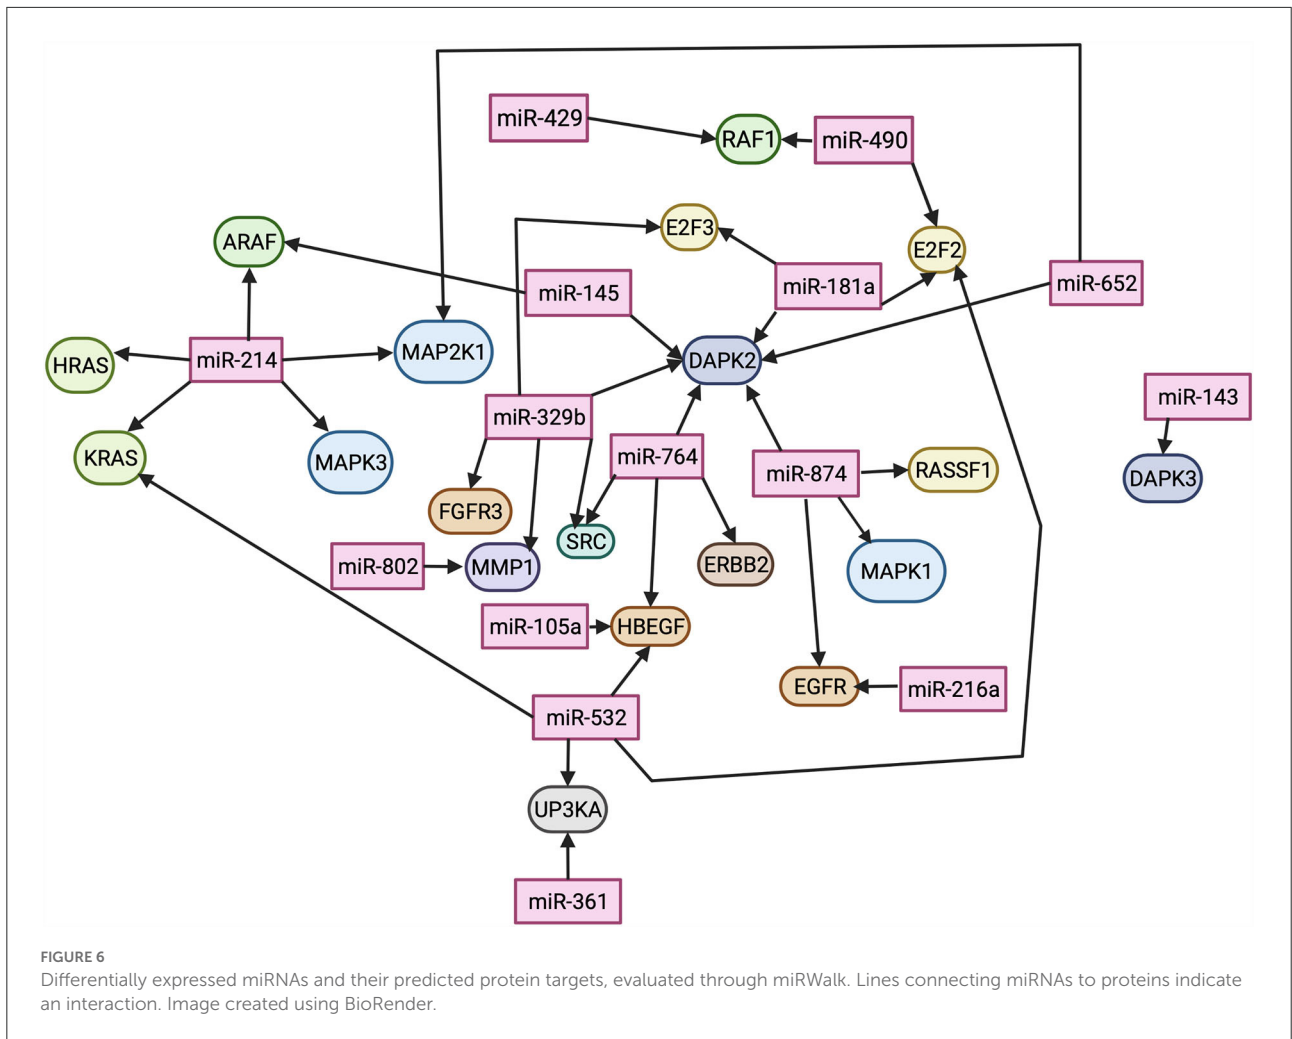 miR-429
RAF1
miR-490
E2F3
E2F2
ARAF
miR-145
miR-181a
miR-652
HRAS
miR-214
MAP2K1
DAPK2
miR-143
miR-329b
KRAS
MAPK3
miR-764
miR-874
RASSF1
DAPK3
FGFR3
SRC
ERBB2
MAPK1
miR-802
MMP1
miR-105a
HBEGF
EGFR
miR-216a
miR-532
UP3KA
miR-361
FIGURE 6
Differentially expressed miRNAs and their predicted protein targets, evaluated through miRWalk. Lines connecting miRNAs to proteins indicate
an interaction. Image created using BioRender.